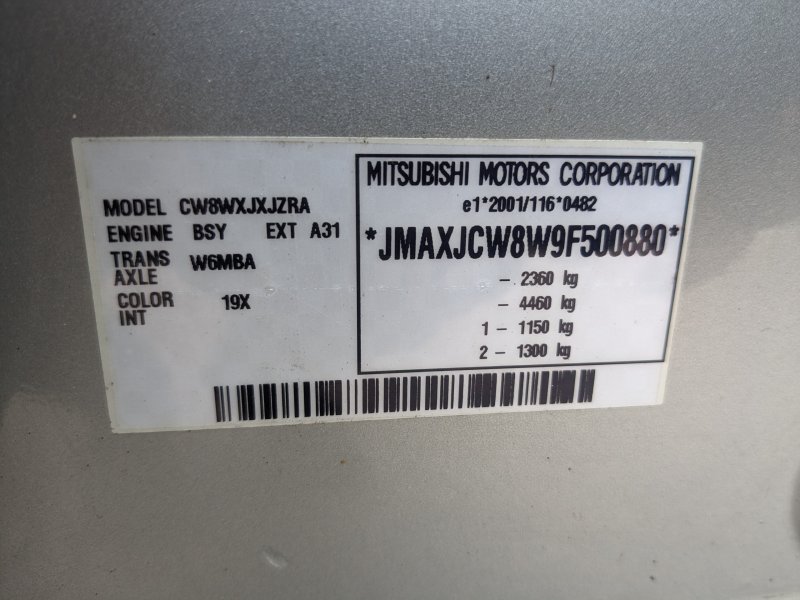 MODEL CW8WXJXJZRA
ENGINE BSY EXT A31
TRANS AXLE W6MBA
COLOR INT 19X
MITSUBISHI MOTORS CORPORATION
e1*2001/116*0482
*JMAXJCW8W9F500880*
– 2360 kg
– 4460 kg
1 – 1150 kg
2 – 1300 kg